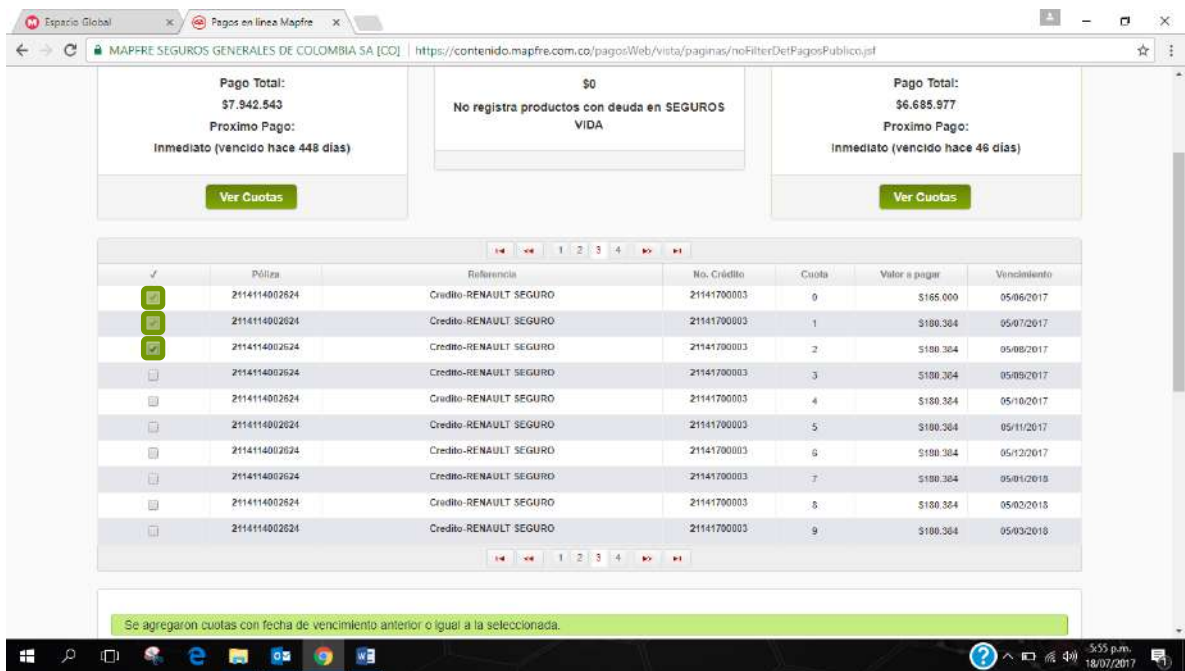 Espacio Global
Pagos en linea Mapfre
MAPFRE SEGUROS GENERALES DE COLOMBIA SA [CO] https://contenido.mapfre.com.co/pagosWeb/vista/paginas/noFilterDetPagosPublico.jsf
Pago Total: $0 Pago Total:
$7.942.543 No registra productos con deuda en SEGUROS $6.685.977
Proximo Pago: VIDA Proximo Pago:
Inmediato (vencido hace 448 días) Inmediato (vencido hace 46 días)
Ver Cuotas Ver Cuotas
1 2 3 4
✓ Póliza Referencia No. Crédito Cuota Valor a pagar Vencimiento
2114114002624 Credito-RENAULT SEGURO 21141700003 0 $165.000 05/06/2017
2114114002624 Credito-RENAULT SEGURO 21141700003 1 $180.384 05/07/2017
2114114002624 Credito-RENAULT SEGURO 21141700003 2 $180.384 05/08/2017
2114114002624 Credito-RENAULT SEGURO 21141700003 3 $180.384 05/09/2017
2114114002624 Credito-RENAULT SEGURO 21141700003 4 $180.384 05/10/2017
2114114002624 Credito-RENAULT SEGURO 21141700003 5 $180.384 05/11/2017
2114114002624 Credito-RENAULT SEGURO 21141700003 6 $180.384 05/12/2017
2114114002624 Credito-RENAULT SEGURO 21141700003 7 $180.384 05/01/2018
2114114002624 Credito-RENAULT SEGURO 21141700003 8 $180.384 05/02/2018
2114114002624 Credito-RENAULT SEGURO 21141700003 9 $180.384 05/03/2018
1 2 3 4
Se agregaron cuotas con fecha de vencimiento anterior o igual a la seleccionada.
5:55 p.m.
18/07/2017